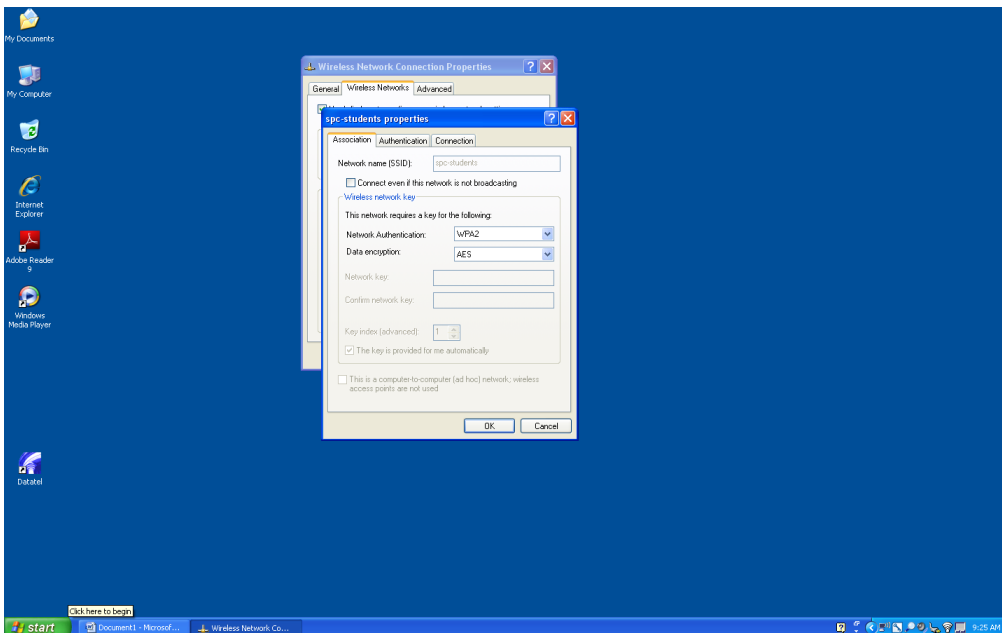 My Documents
My Computer
Recycle Bin
Internet
Explorer
Adobe Reader
9
Windows
Media Player
Datatel
Wireless Network Connection Properties
General Wireless Networks Advanced
spc-students properties
Association Authentication Connection
Network name (SSID): spc-students
Connect even if this network is not broadcasting
Wireless network key
This network requires a key for the following:
Network Authentication: WPA2
Data encryption: AES
Network key:
Confirm network key:
Key index (advanced): 1
The key is provided for me automatically
This is a computer-to-computer (ad hoc) network; wireless
access points are not used
OK Cancel
Click here to begin
start Document1 - Microsof... Wireless Network Co... 9:25 AM